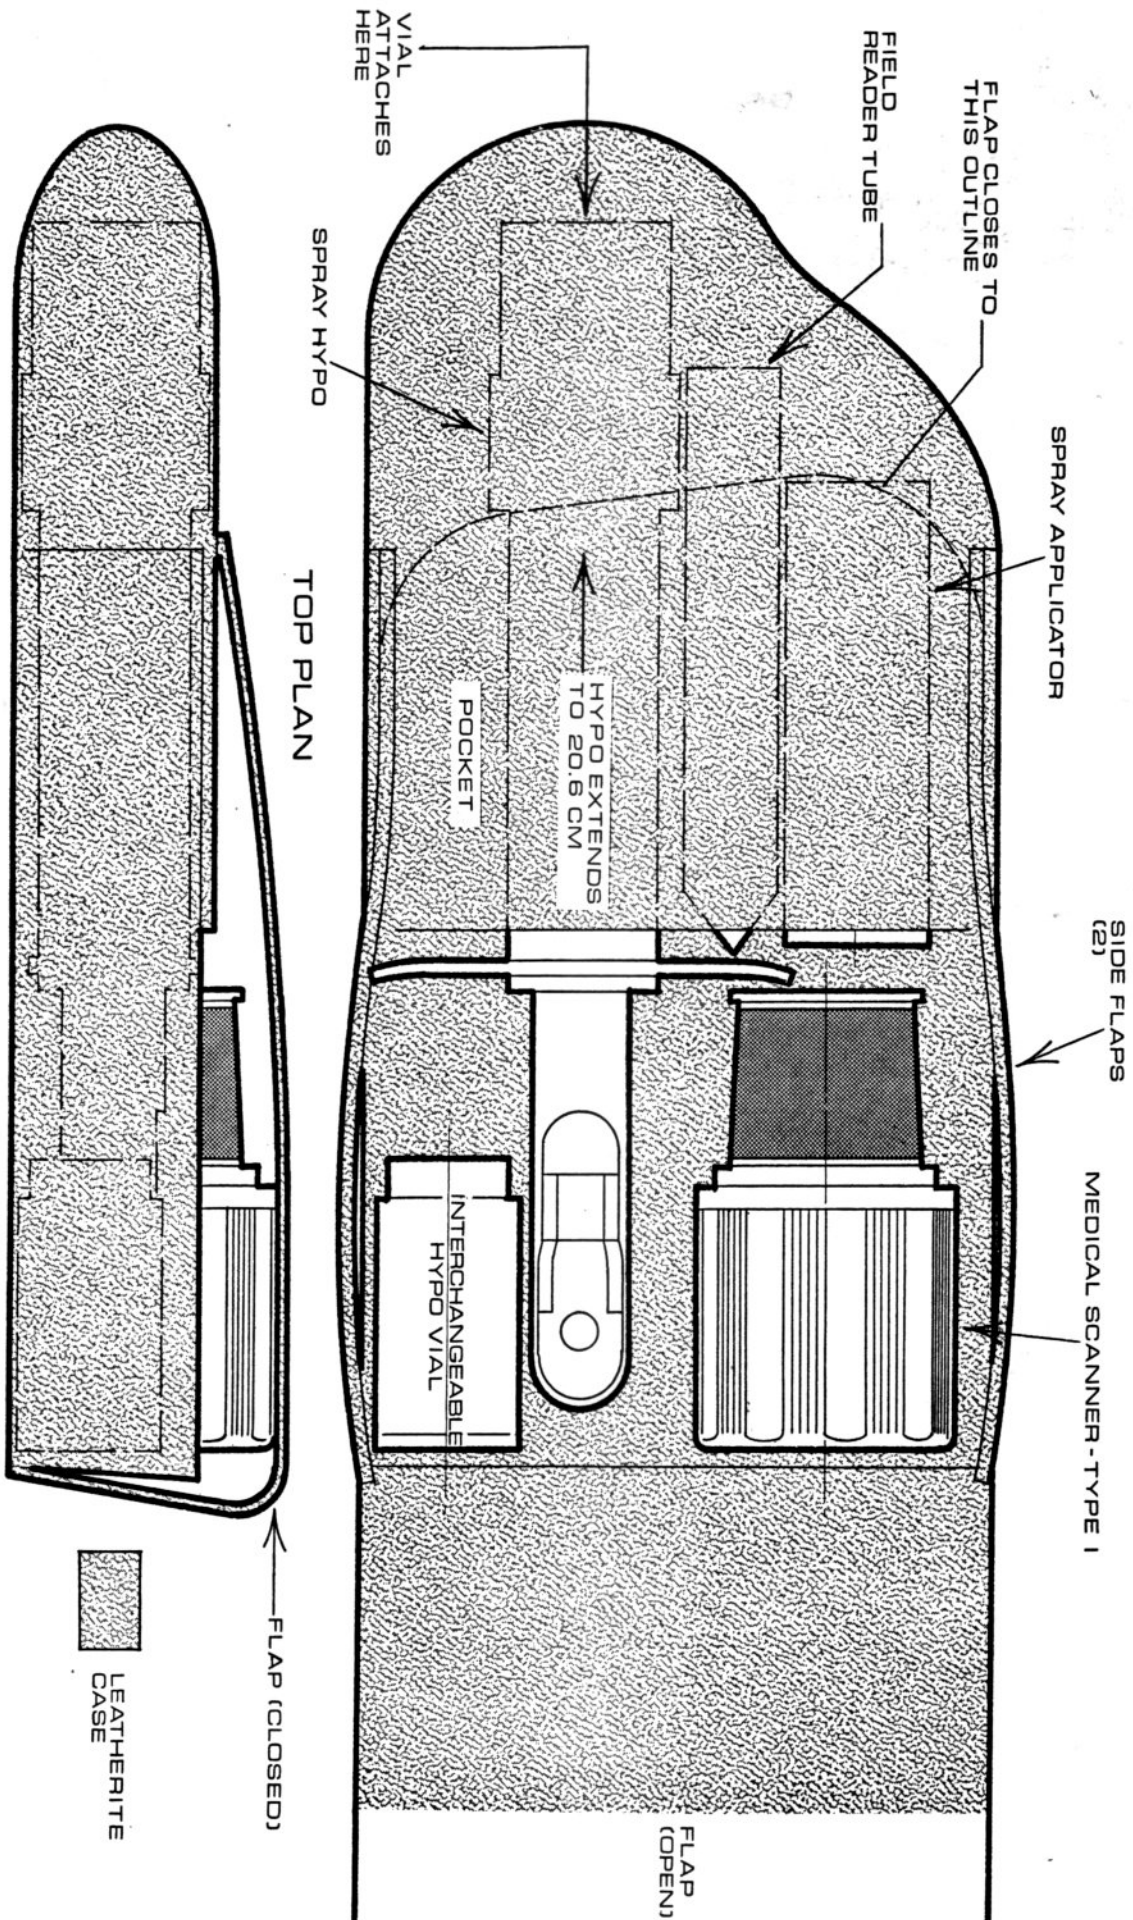 SIDE FLAPS
(2)
MEDICAL SCANNER-TYPE I
SPRAY APPLICATOR
FLAP CLOSES TO
THIS OUTLINE
FIELD
READER TUBE
VIAL
ATTACHES
HERE
HYPO EXTENDS
TO 20.6 CM
POCKET
INTERCHANGEABLE
HYPO VIAL
FLAP
(OPEN)
SPRAY HYPO
TOP PLAN
FLAP (CLOSED)
LEATHERITE
CASE